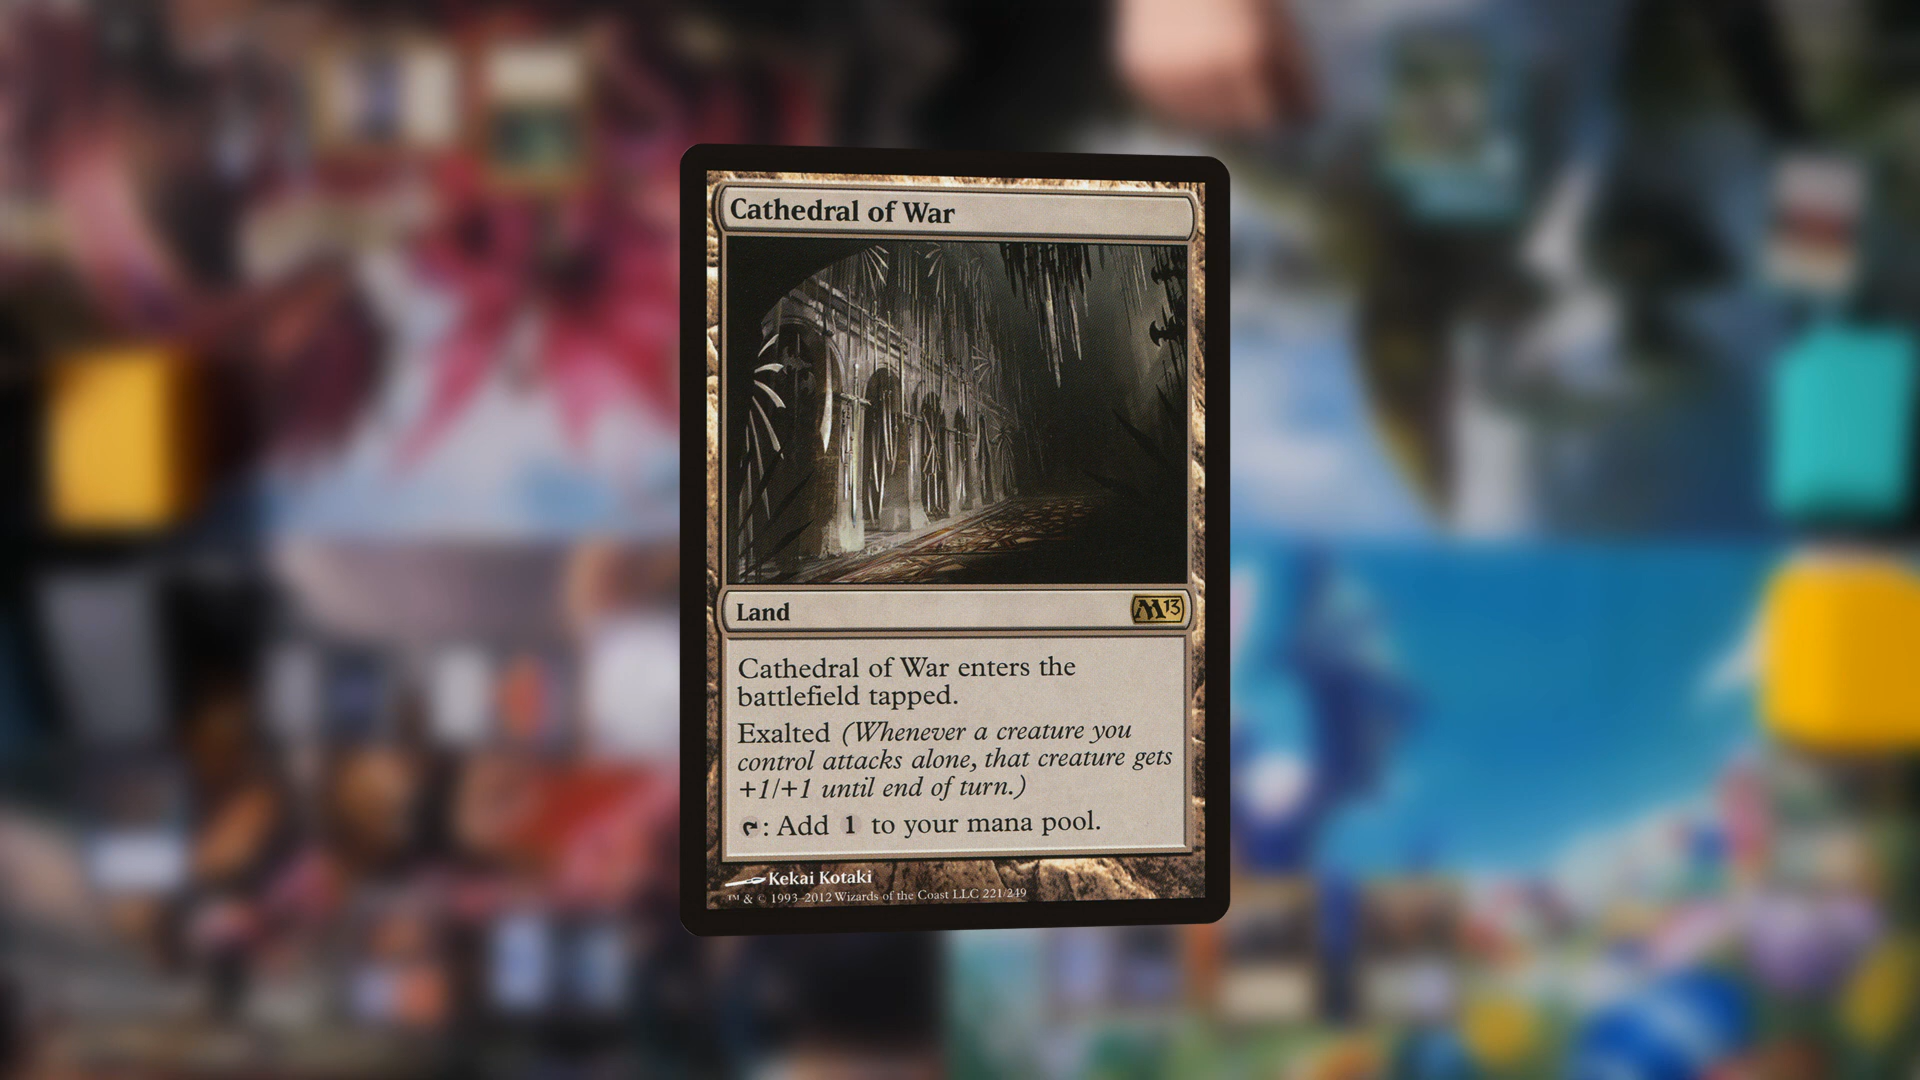 Cathedral of War
Land
M13
Cathedral of War enters the
battlefield tapped.
Exalted (Whenever a creature you
control attacks alone, that creature gets
+1/+1 until end of turn.)
: Add 1 to your mana pool.
Kekai Kotaki
™ & © 1993–2012 Wizards of the Coast LLC 221/249